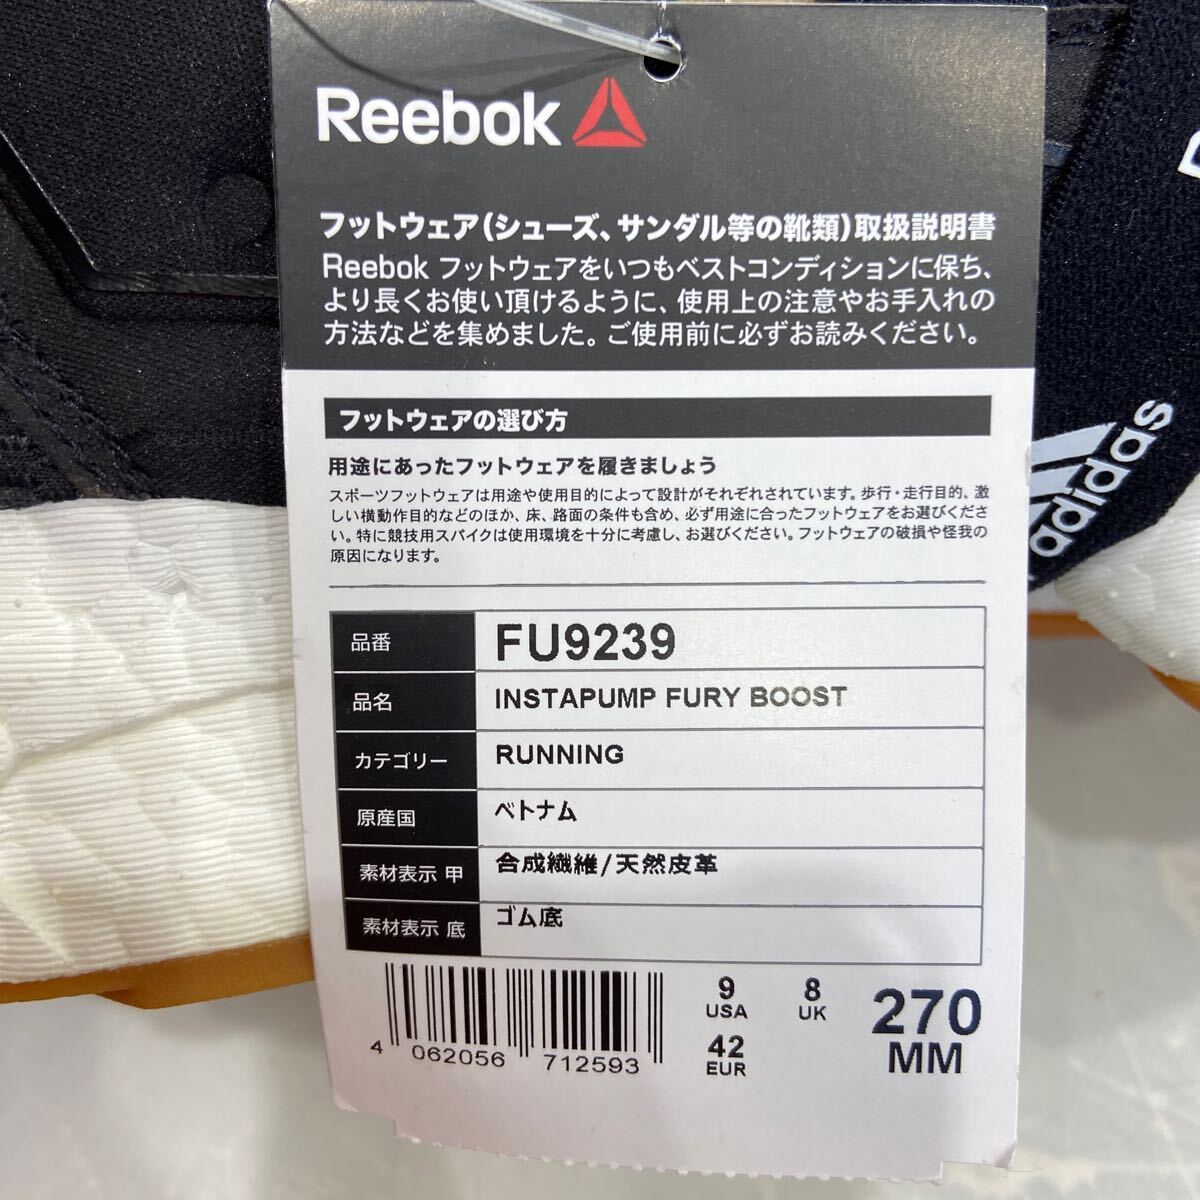 Reebok
フットウェア(シューズ、サンダル等の靴類)取扱説明書
Reebok フットウェアをいつもベストコンディションに保ち、
より長くお使い頂けるように、使用上の注意やお手入れの
方法などを集めました。ご使用前に必ずお読みください。
フットウェアの選び方
用途にあったフットウェアを履きましょう
スポーツフットウェアは用途や使用目的によって設計がそれぞれされています。歩行・走行目的、激
しい横動作目的などのほか、床、路面の条件も含め、必ず用途に合ったフットウェアをお選びくださ
い。特に競技用スパイクは使用環境を十分に考慮し、お選びください。フットウェアの破損や怪我の
原因になります。
品番 FU9239
品名 INSTAPUMP FURY BOOST
カテゴリー RUNNING
原産国 ベトナム
素材表示 甲 合成繊維/天然皮革
素材表示 底 ゴム底
4 062056 712593
9 USA
8 UK
42 EUR
270 MM
adidas